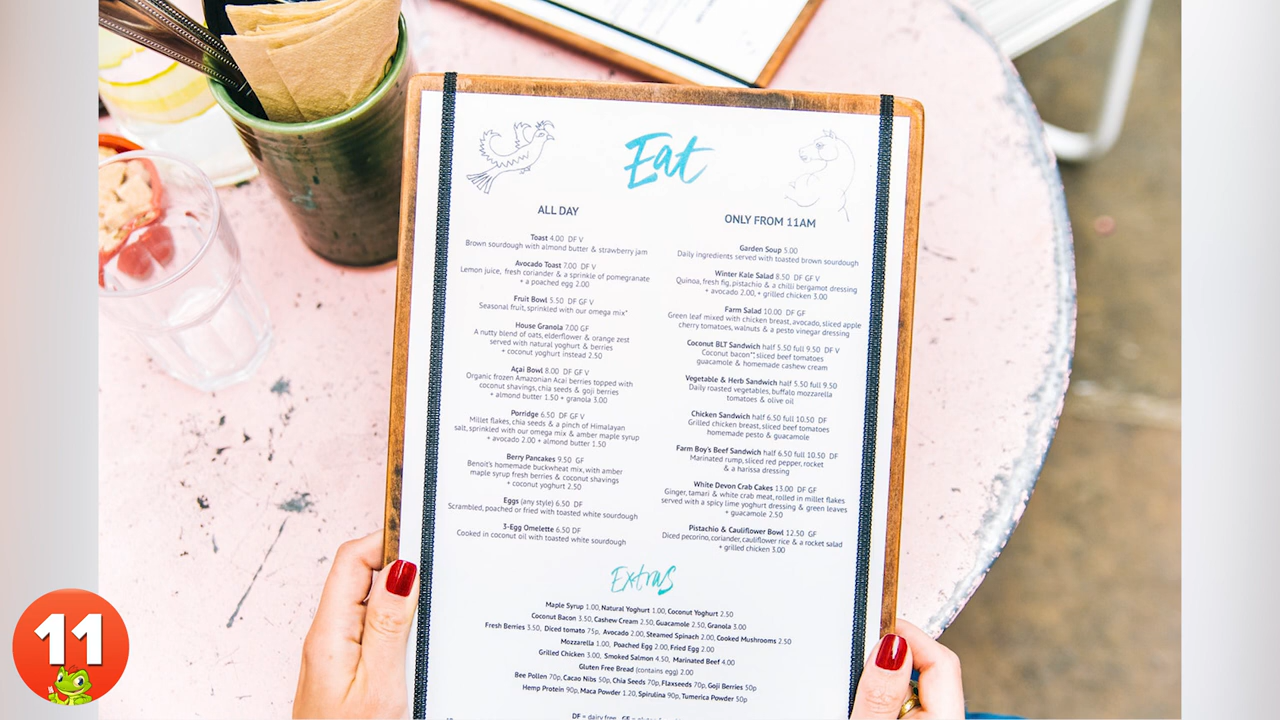 Eat
ALL DAY
Toast 4.00 DF V
Brown sourdough with almond butter & strawberry jam
Avocado Toast 7.00 DF V
Lemon juice, fresh coriander & a sprinkle of pomegranate
+ a poached egg 2.00
Fruit Bowl 5.50 DF GF V
Seasonal fruit, sprinkled with our omega mix*
House Granola 7.00 GF
A nutty blend of oats, elderflower & orange zest
served with natural yoghurt & berries
+ coconut yoghurt instead 2.50
Açai Bowl 8.00 DF V
Organic frozen Amazonian Acai berries topped with
coconut shavings, chia seeds & goji berries
+ almond butter 1.50 + granola 3.00
Porridge 6.50 DF GF V
Millet flakes, chia seeds & a pinch of Himalayan
salt, sprinkled with our omega mix & amber maple syrup
+ avocado 2.00 + almond butter 1.50
Berry Pancakes 9.50 GF
Benoit's homemade buckwheat mix, with amber
maple syrup fresh berries & coconut shavings
+ coconut yoghurt 2.50
Eggs (any style) 6.50 DF
Scrambled, poached or fried with toasted white sourdough
3-Egg Omelette 6.50 DF
Cooked in coconut oil with toasted white sourdough
ONLY FROM 11AM
Garden Soup 5.00
Daily ingredients served with toasted brown sourdough
Winter Kale Salad 8.50 DF GF V
Quinoa, fresh fig, pistachio & a chilli bergamot dressing
+ avocado 2.00, + grilled chicken 3.00
Farm Salad 10.00 DF GF
Green leaf mixed with chicken breast, avocado, sliced apple
cherry tomatoes, walnuts & a pesto vinegar dressing
Coconut BLT Sandwich half 5.50 full 9.50 DF V
Coconut bacon**, sliced beef tomatoes
guacamole & homemade cashew cream
Vegetable & Herb Sandwich half 5.50 full 9.50
Daily roasted vegetables, buffalo mozzarella
tomatoes & olive oil
Chicken Sandwich half 6.50 full 10.50 DF
Grilled chicken breast, sliced beef tomatoes
homemade pesto & guacamole
Farm Boy's Beef Sandwich half 6.50 full 10.50 DF
Marinated rump, sliced red pepper, rocket
& a harissa dressing
White Devon Crab Cakes 13.00 DF GF
Ginger, tamari & white crab meat, rolled in millet flakes
served with a spicy lime yoghurt dressing & green leaves
+ guacamole 2.50
Pistachio & Cauliflower Bowl 12.50 GF
Diced pecorino, coriander, cauliflower rice & a rocket salad
+ grilled chicken 3.00
Extras
Maple Syrup 1.00, Natural Yoghurt 1.00, Coconut Yoghurt 2.50
Coconut Bacon 3.50, Cashew Cream 2.50, Guacamole 2.50, Granola 3.00
Fresh Berries 3.50, Diced tomato 75p, Avocado 2.00, Steamed Spinach 2.00, Cooked Mushrooms 2.50
Mozzarella 1.00, Poached Egg 2.00, Fried Egg 2.00
Grilled Chicken 3.00, Smoked Salmon 4.50, Marinated Beef 4.00
Gluten Free Bread (contains egg) 2.00
Bee Pollen 70p, Cacao Nibs 50p, Chia Seeds 70p, Flaxseeds 70p, Goji Berries 50p
Hemp Protein 90p, Maca Powder 1.20, Spirulina 90p, Tumerica Powder 50p
DF = dairy free
11